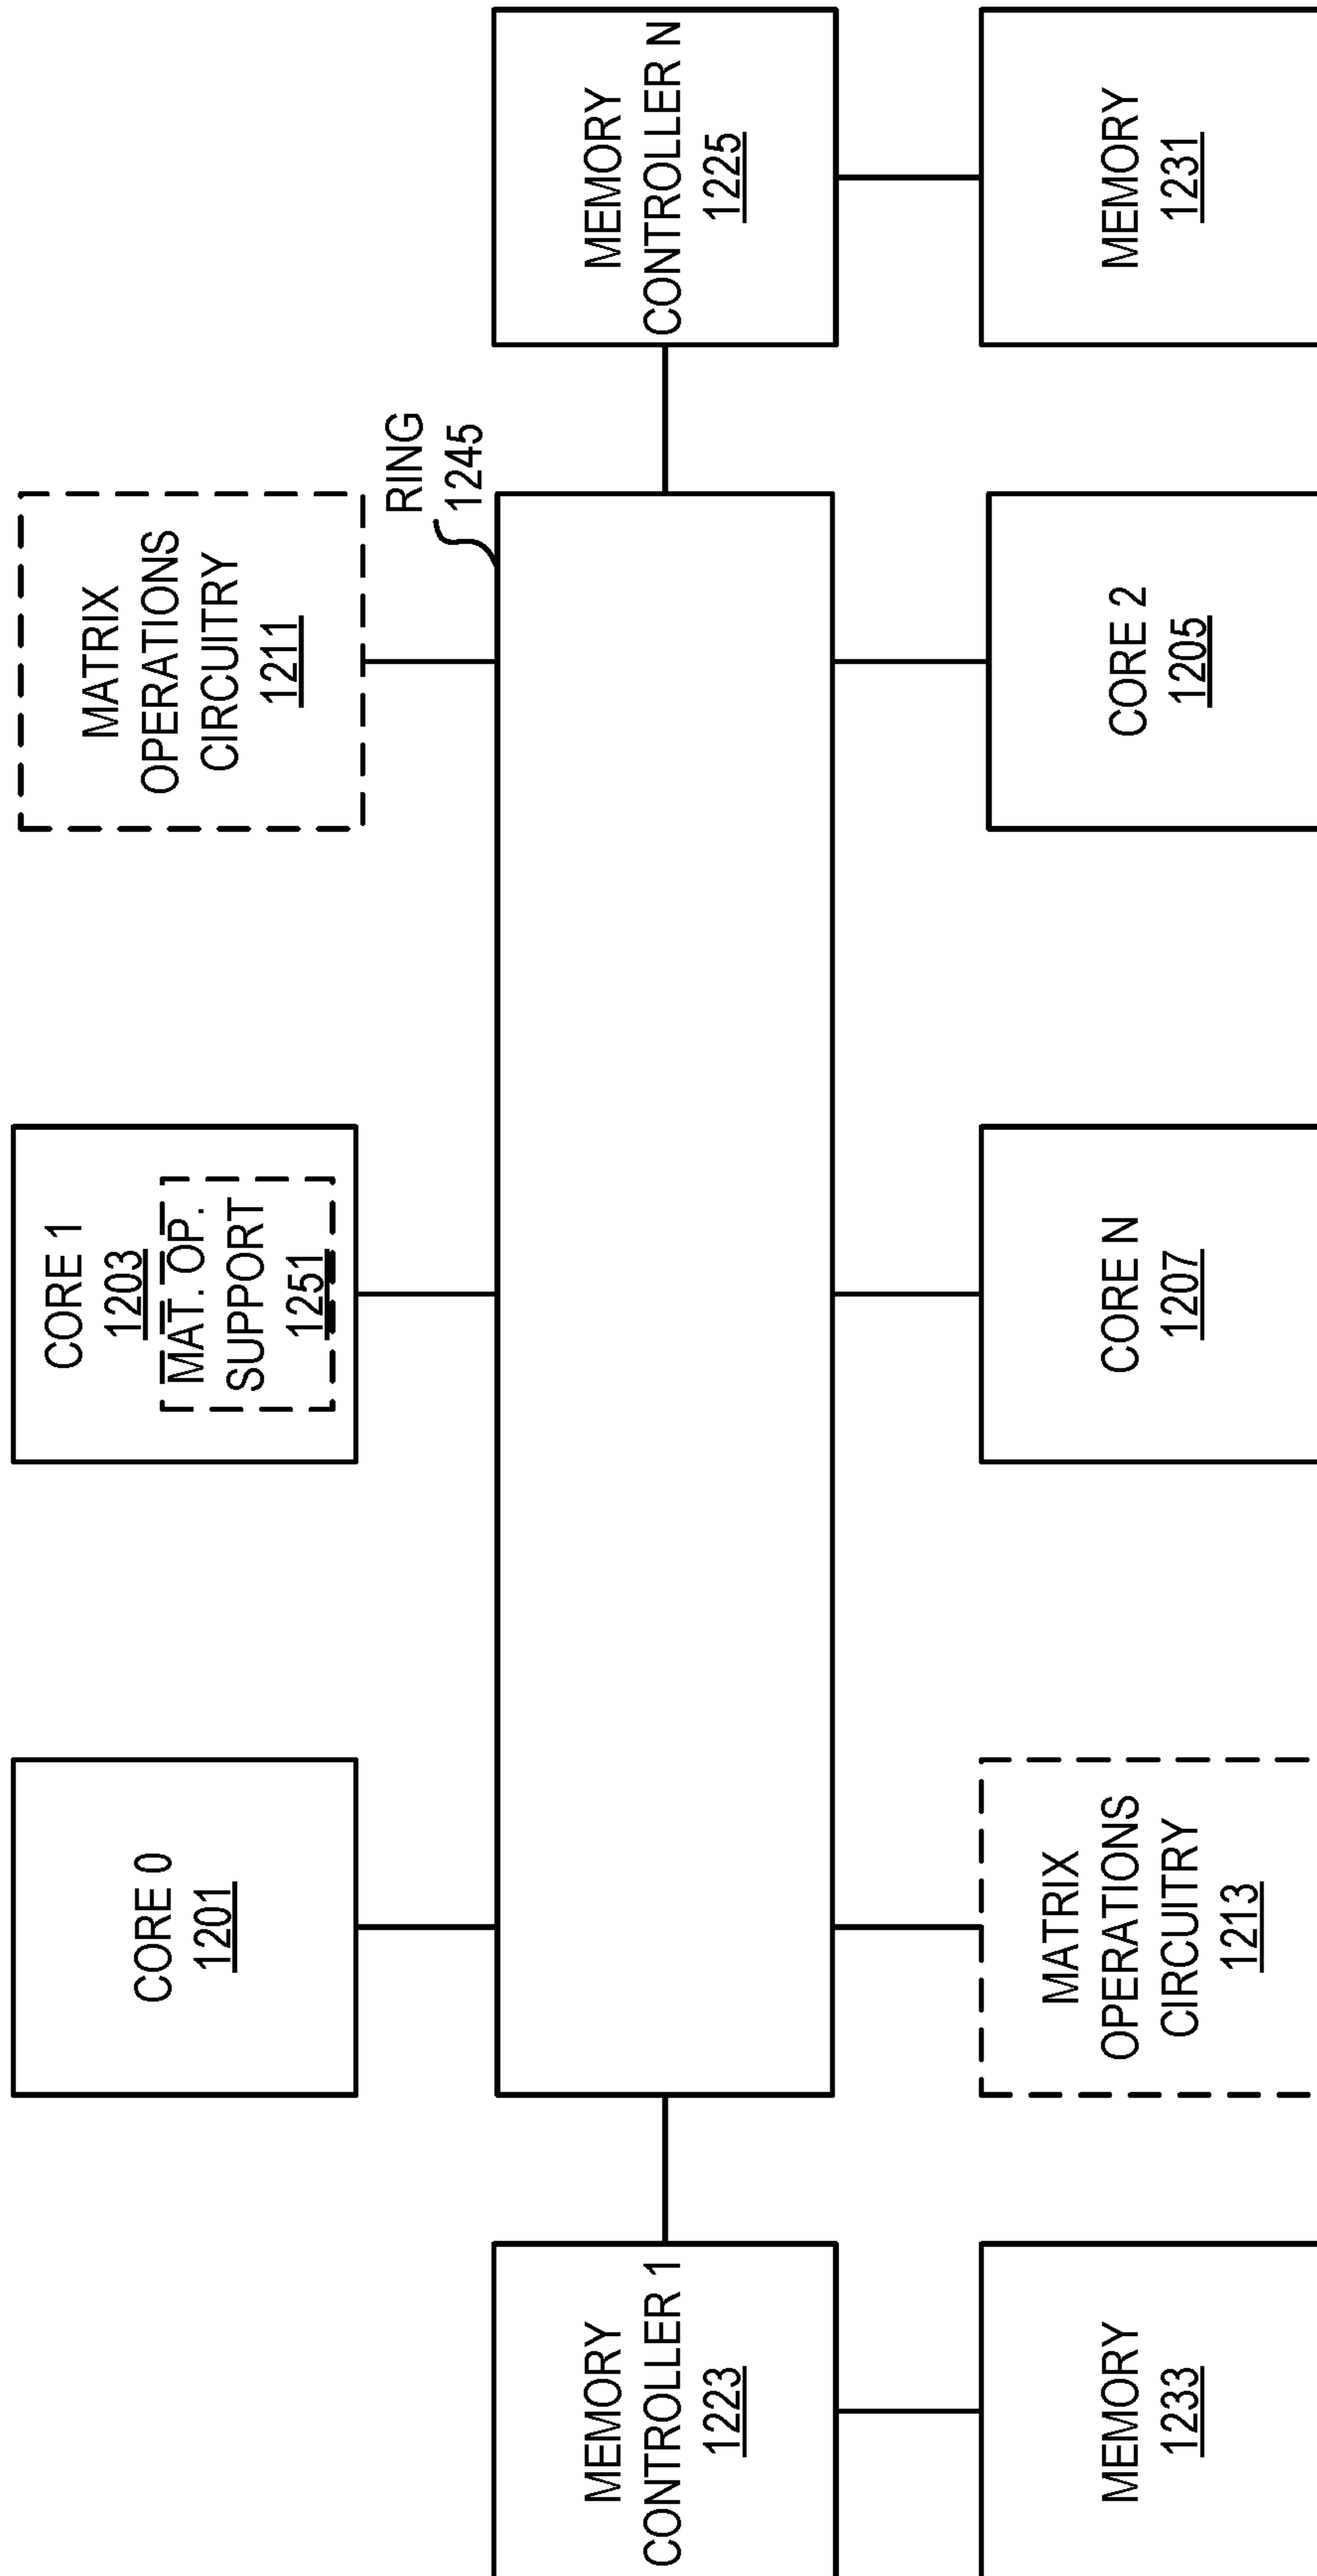 CORE 0
1201
CORE 1
1203
MAT. OP.
SUPPORT
1251
MATRIX
OPERATIONS
CIRCUITRY
1211
RING
1245
MEMORY
CONTROLLER 1
1223
MEMORY
CONTROLLER N
1225
MEMORY
1233
MATRIX
OPERATIONS
CIRCUITRY
1213
CORE N
1207
CORE 2
1205
MEMORY
1231